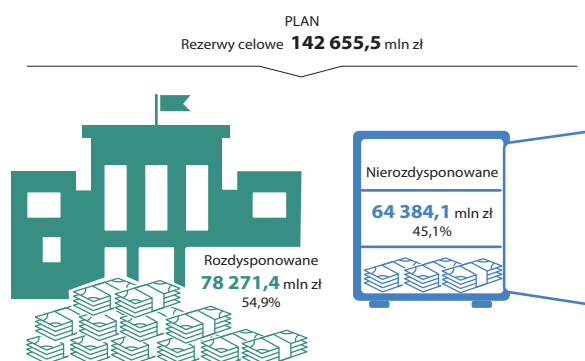 PLAN
Rezerwy celowe 142 655,5 mln zł
Rozdysponowane
78 271,4 mln zł
54,9%
Nierozdysponowane
64 384,1 mln zł
45,1%